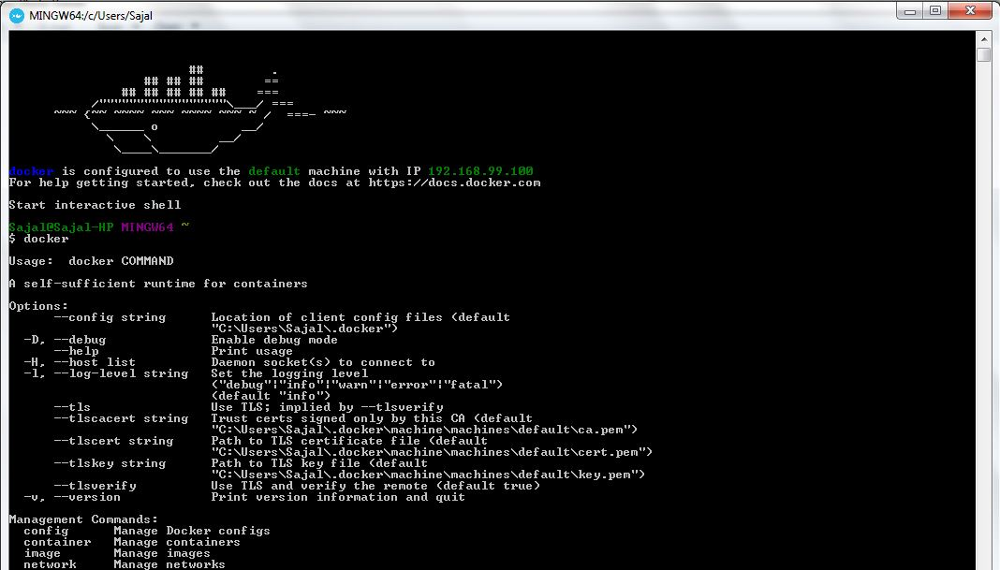 MINGW64:/c/Users/Sajal
                        ##         .
                  ## ## ##        ==
               ## ## ## ## ##    ===
           /"""""""""""""""""\___/ ===
      ~~~ {~~ ~~~~ ~~~ ~~~~ ~~~ ~ /  ===- ~~~
           \______ o           __/
             \    \         __/
              \____\_______/
docker is configured to use the default machine with IP 192.168.99.100
For help getting started, check out the docs at https://docs.docker.com
Start interactive shell
Sajal@Sajal-HP MINGW64 ~
$ docker
Usage:  docker COMMAND
A self-sufficient runtime for containers
Options:
      --config string      Location of client config files (default
                           "C:\Users\Sajal\.docker")
  -D, --debug              Enable debug mode
      --help               Print usage
  -H, --host list          Daemon socket(s) to connect to
  -l, --log-level string   Set the logging level
                           ("debug"|"info"|"warn"|"error"|"fatal")
                           (default "info")
      --tls                Use TLS; implied by --tlsverify
      --tlscacert string   Trust certs signed only by this CA (default
                           "C:\Users\Sajal\.docker\machine\machines\default\ca.pem")
      --tlscert string     Path to TLS certificate file (default
                           "C:\Users\Sajal\.docker\machine\machines\default\cert.pem")
      --tlskey string      Path to TLS key file (default
                           "C:\Users\Sajal\.docker\machine\machines\default\key.pem")
      --tlsverify          Use TLS and verify the remote (default true)
  -v, --version            Print version information and quit
Management Commands:
  config      Manage Docker configs
  container   Manage containers
  image       Manage images
  network     Manage networks